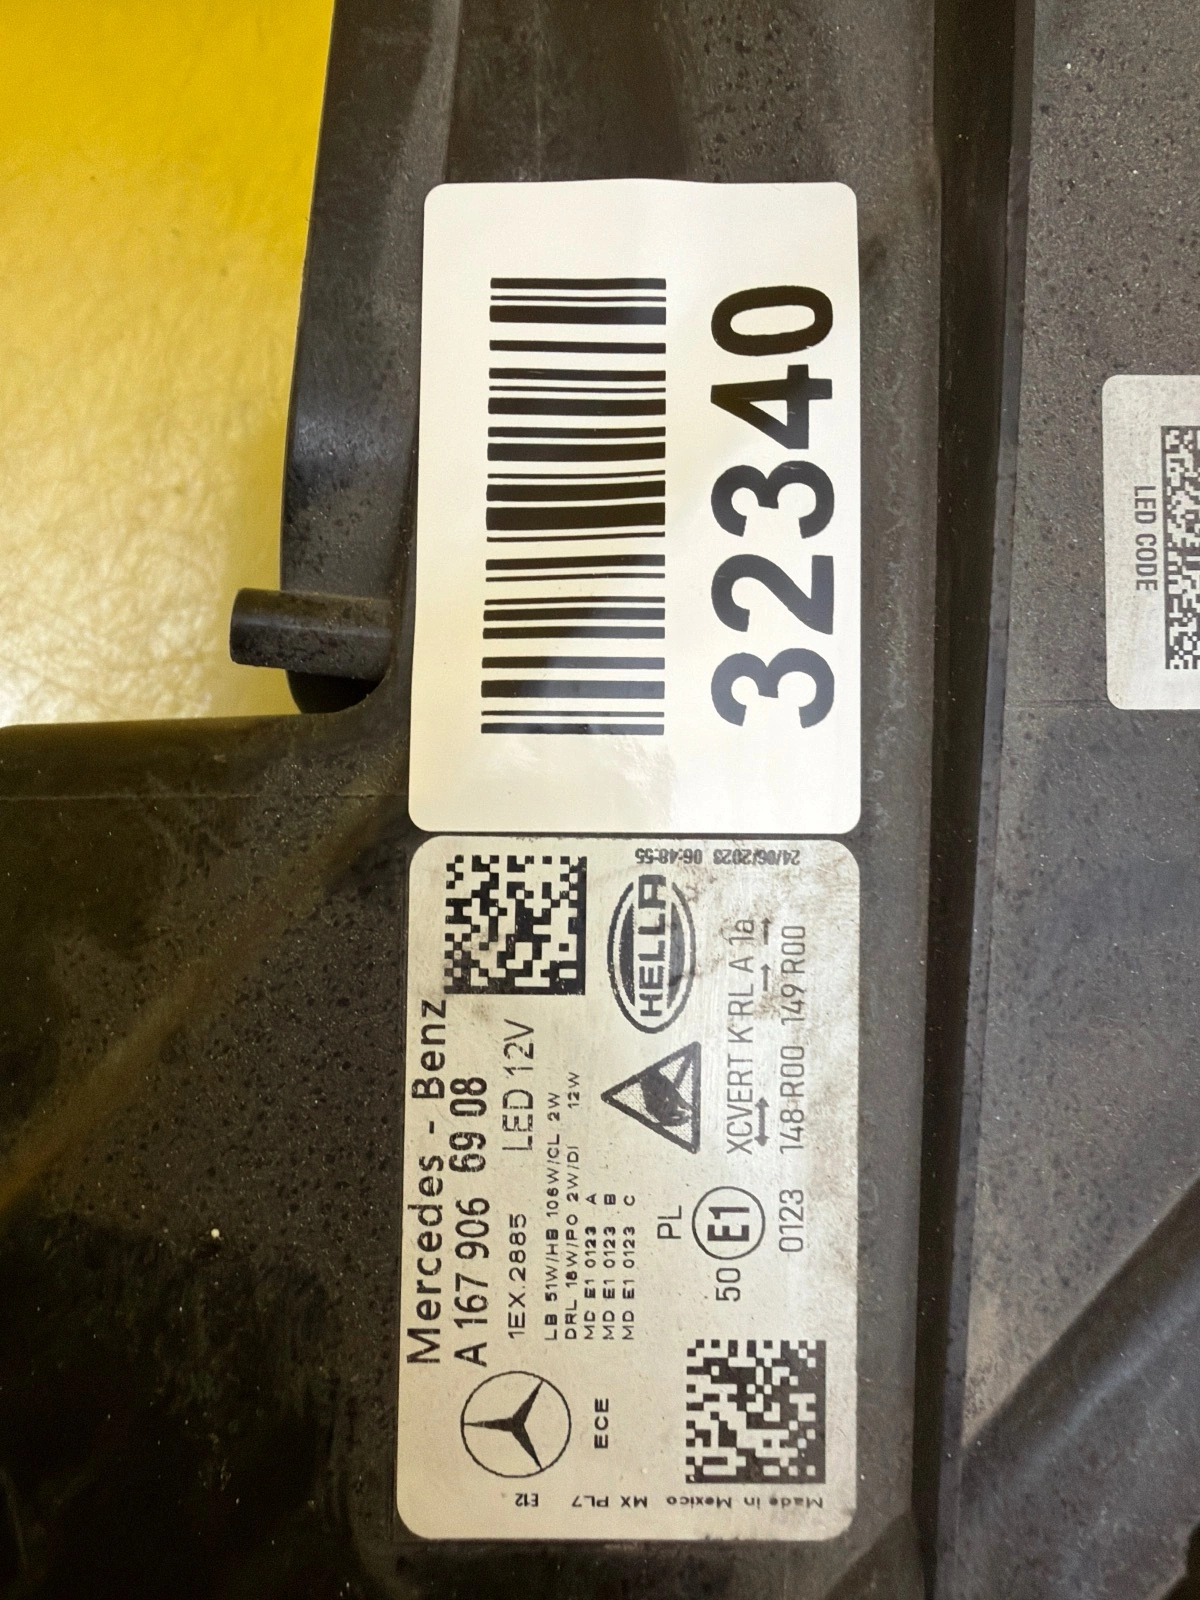 32340
Mercedes - Benz
A 167 906 69 08
1EX.2885 LED 12V
LB 51W/HB 106W/CL 2W
DRL 18W/PO 2W/DI 12W
MD E1 0123 A
MD E1 0123 B
MD E1 0123 C
ECE
PL
HELLA
50 E1 XCVERT K RL A 1a
0123 148 R00 149 R00
24/06/2023 06:48:55
Made in Mexico MX PL7 E12
LED CODE